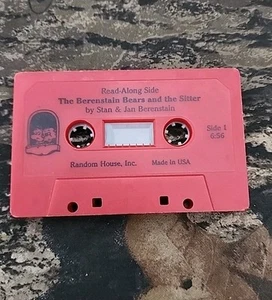 Read-Along Side
The Berenstain Bears and the Sitter
by Stan & Jan Berenstain
Side 1
6:56
Random House, Inc. Made in USA